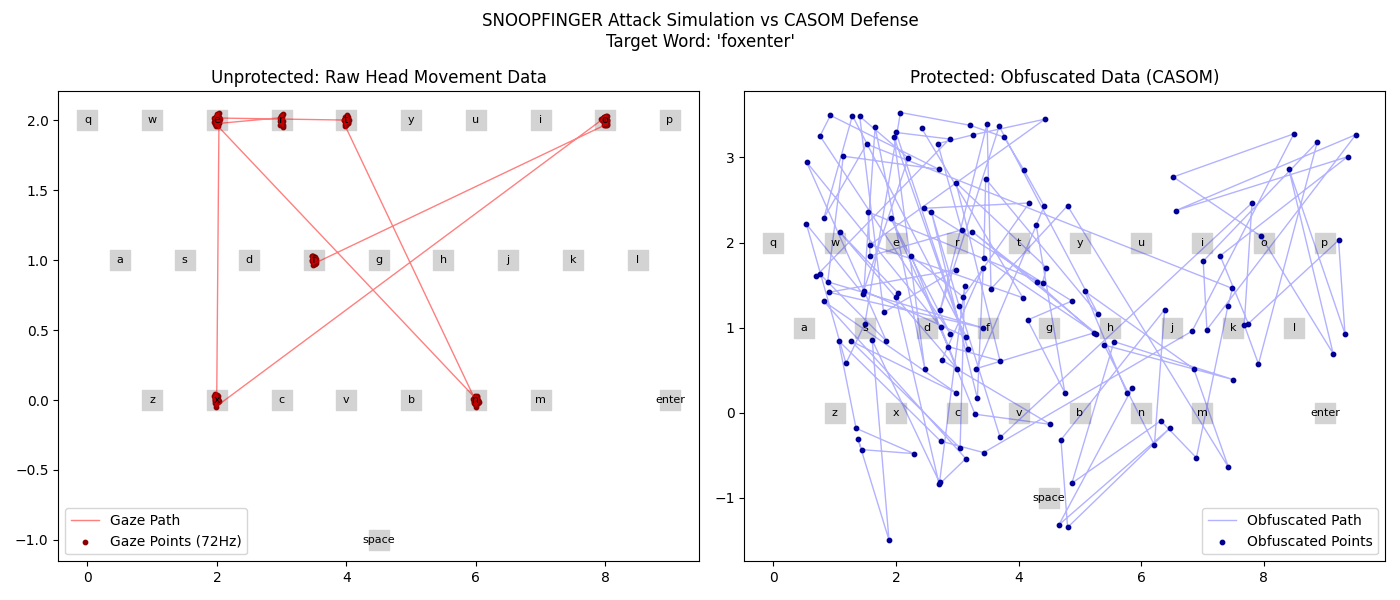 SNOOPFINGER Attack Simulation vs CASOM Defense
Target Word: 'foxenter'
Unprotected: Raw Head Movement Data
2.0 q w y u i p
1.5
1.0 a s d g h j k l
0.5
0.0 z x c v b m enter
−0.5
−1.0 space
Gaze Path
Gaze Points (72Hz)
0 2 4 6 8
Protected: Obfuscated Data (CASOM)
3
2 q w e r t y u i o p
1 a s d f g h j k l
0 z x c v b n m enter
−1 space
Obfuscated Path
Obfuscated Points
0 2 4 6 8